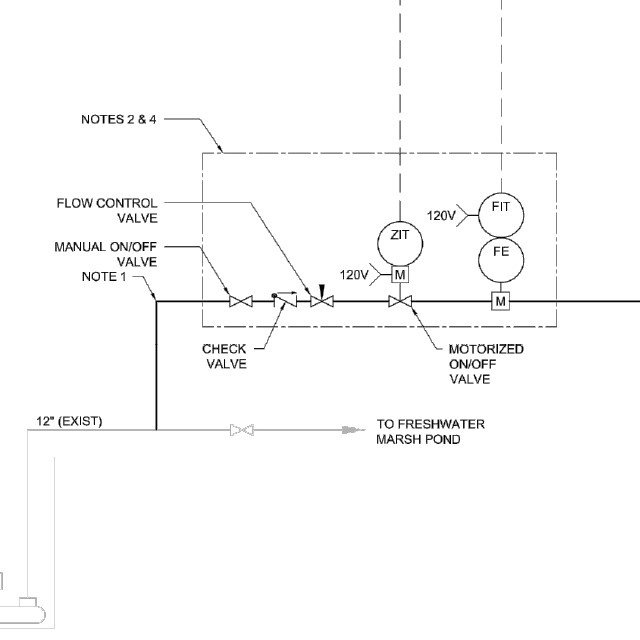 NOTES 2 & 4
FLOW CONTROL
VALVE
MANUAL ON/OFF
VALVE
NOTE 1
120V
FIT
FE
ZIT
120V
M
M
CHECK
VALVE
MOTORIZED
ON/OFF
VALVE
12" (EXIST)
TO FRESHWATER
MARSH POND